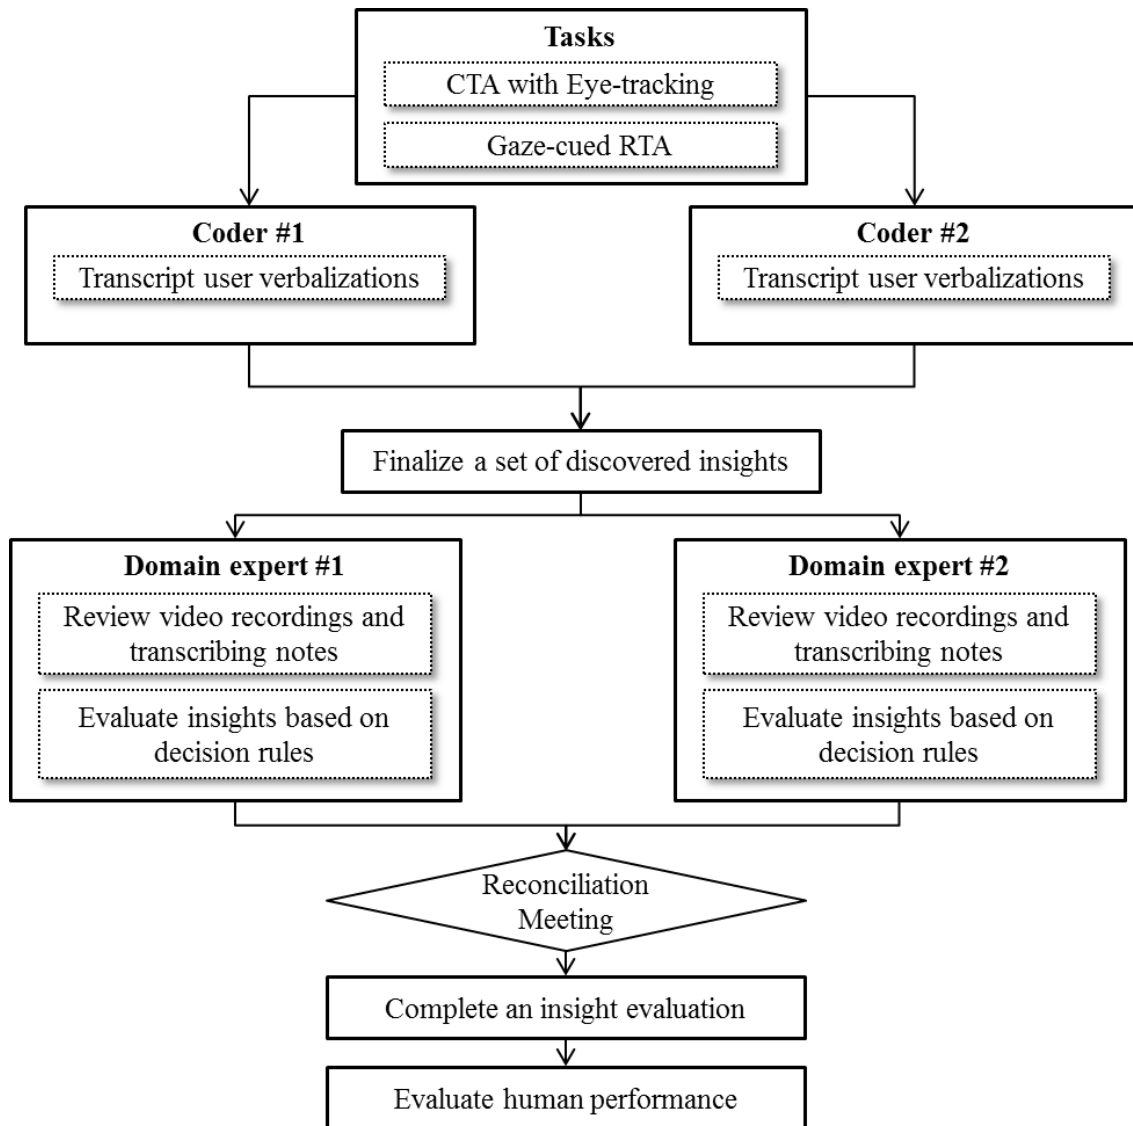 Tasks
CTA with Eye-tracking
Gaze-cued RTA
Coder #1
Transcript user verbalizations
Coder #2
Transcript user verbalizations
Finalize a set of discovered insights
Domain expert #1
Review video recordings and
transcribing notes
Evaluate insights based on
decision rules
Domain expert #2
Review video recordings and
transcribing notes
Evaluate insights based on
decision rules
Reconciliation
Meeting
Complete an insight evaluation
Evaluate human performance